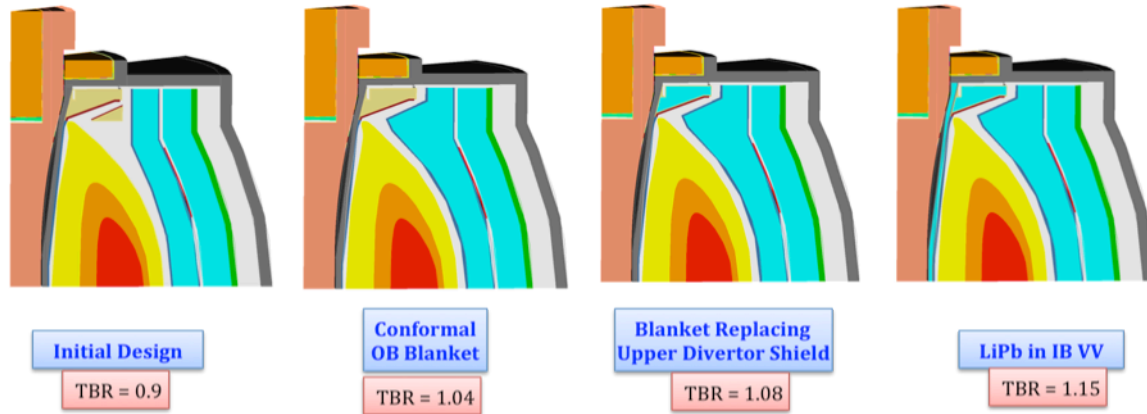 Initial Design
TBR = 0.9
Conformal
OB Blanket
TBR = 1.04
Blanket Replacing
Upper Divertor Shield
TBR = 1.08
LiPb in IB VV
TBR = 1.15